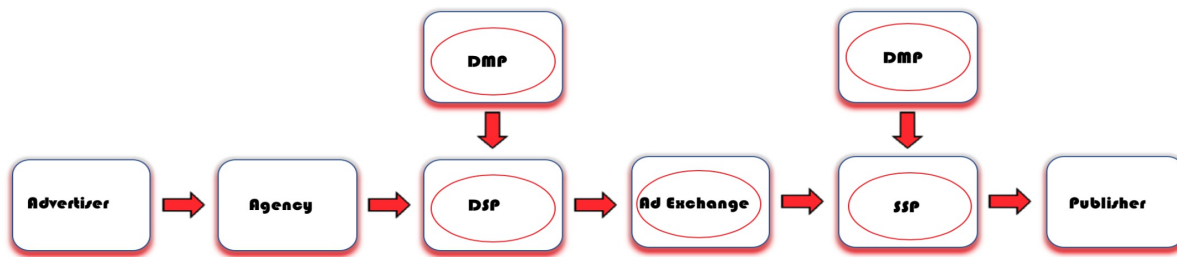 DMP
DMP
Advertiser
Agency
DSP
Ad Exchange
SSP
Publisher